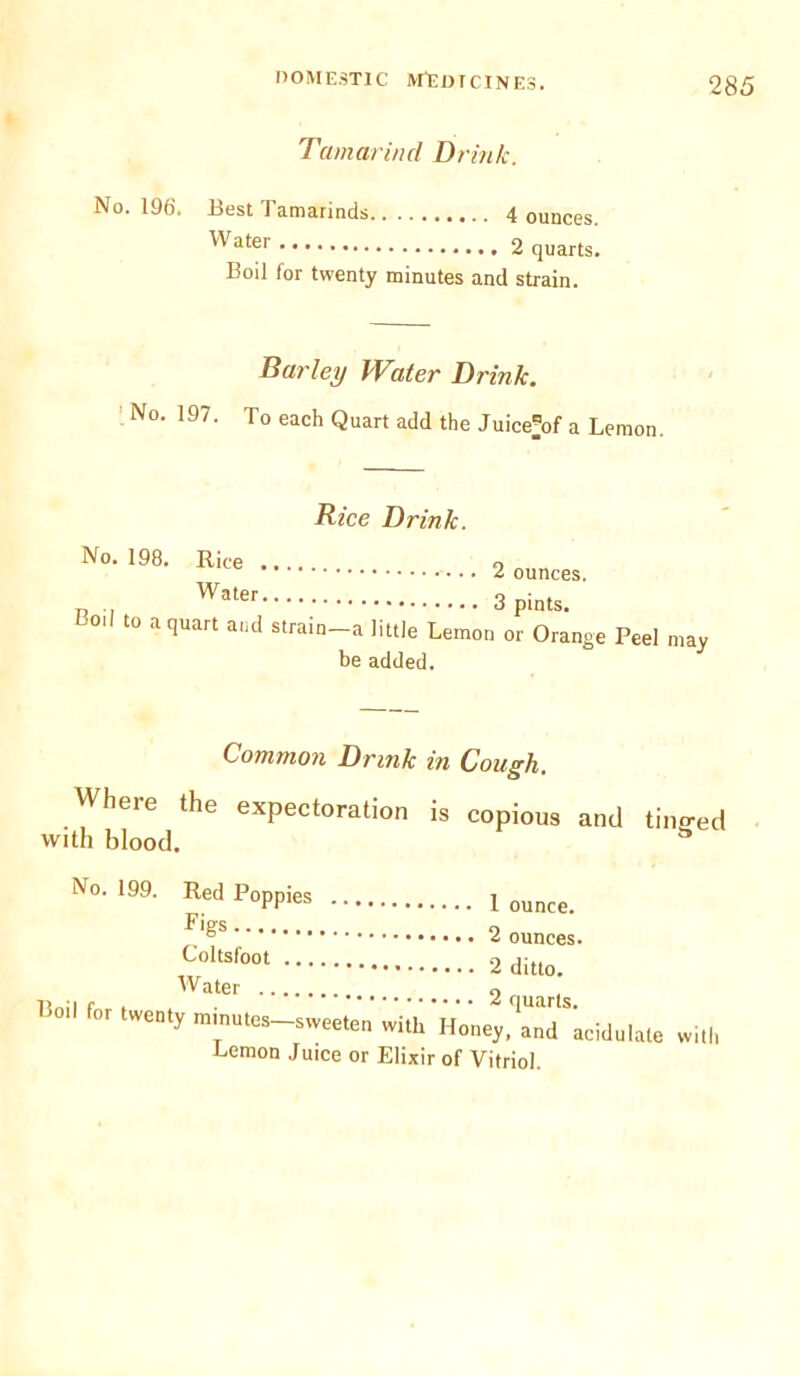 DOMESTIC MEDICINES. 285
Tamarind Drink.
No. 196. Best Tamarinds........... 4 ounces.
Water.................... 2 quarts.
Boil for twenty minutes and strain.
Barley Water Drink.
No. 197. To each Quart add the Juice of a Lemon.
Rice Drink.
No. 198. Rice .................... 2 ounces.
Water.................... 3 pints.
Boil to a quart and strain—a little Lemon or Orange Peel may
be added.
Common Drink in Cough.
Where the expectoration is copious and tinged
with blood.
No. 199. Red Poppies ............. 1 ounce.
Figs..................... 2 ounces.
Coltsfoot ................ 2 ditto.
Water ................... 2 quarts.
Boil for twenty minutes—sweeten with Honey, and acidulate with
Lemon Juice or Elixir of Vitriol.